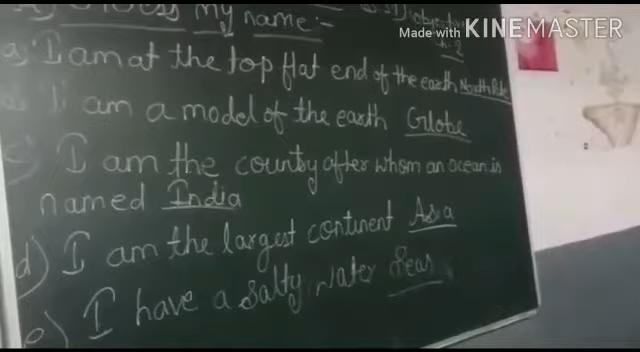 Guess my name:-
Made with KINEMASTER
a) I am at the top flat end of the earth North Pole
b) I am a model of the earth Globe
c) I am the country after whom an ocean is
named India
d) I am the largest continent Asia
e) I have a salty water Seas